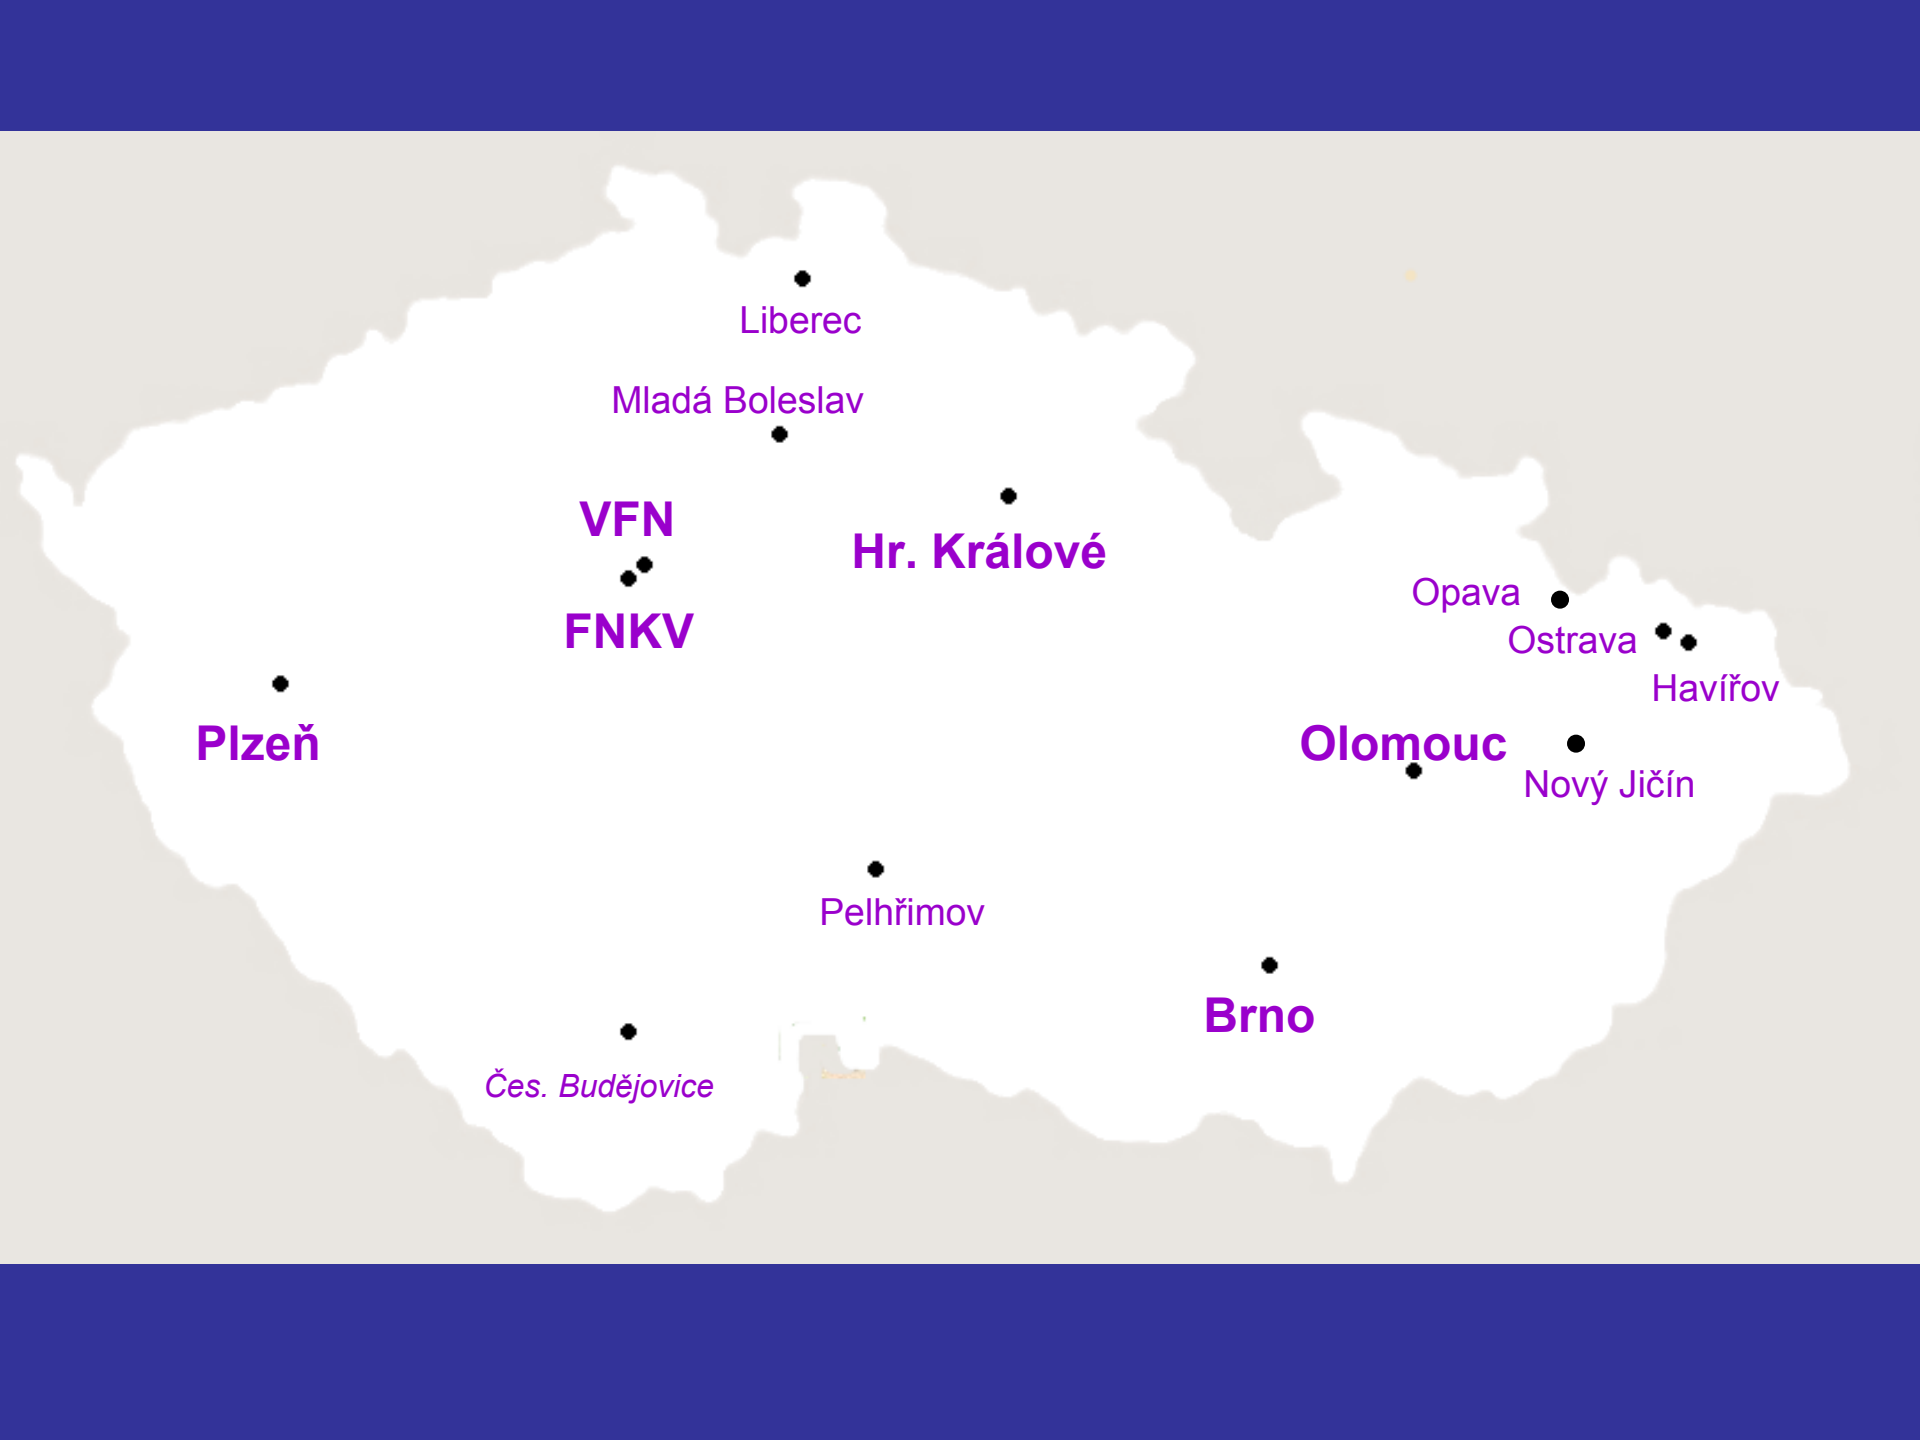 Liberec
Mladá Boleslav
VFN
Hr. Králové
FNKV
Opava
Ostrava
Havířov
Plzeň
Olomouc
Nový Jičín
Pelhřimov
Brno
Čes. Budějovice